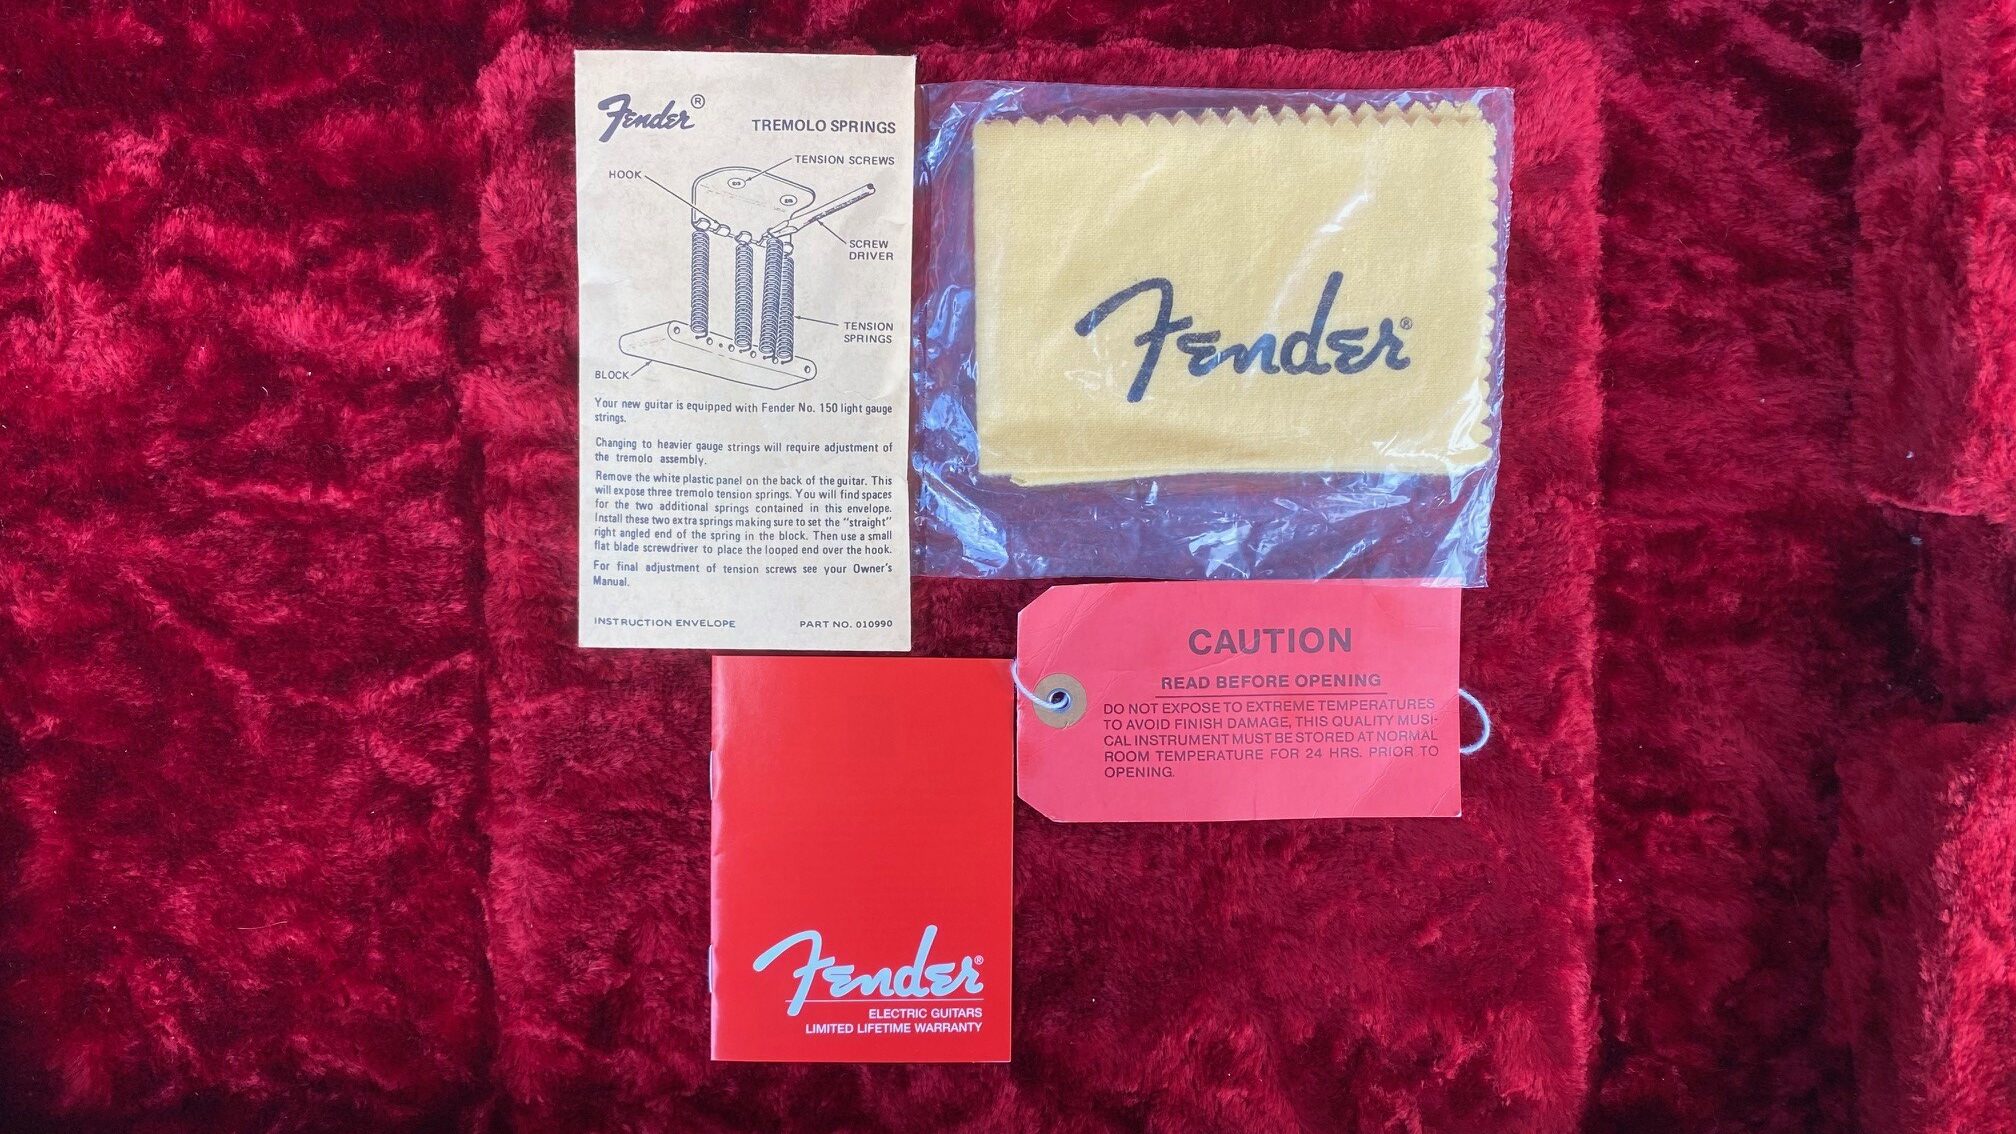 Fender®
TREMOLO SPRINGS
TENSION SCREWS
HOOK
SCREW
DRIVER
TENSION
SPRINGS
BLOCK
Your new guitar is equipped with Fender No. 150 light gauge
strings.
Changing to heavier gauge strings will require adjustment of
the tremolo assembly.
Remove the white plastic panel on the back of the guitar. This
will expose three tremolo tension springs. You will find spaces
for the two additional springs contained in this envelope.
Install these two extra springs making sure to set the "straight"
right angled end of the spring in the block. Then use a small
flat blade screwdriver to place the looped end over the hook.
For final adjustment of tension screws see your Owner's
Manual.
INSTRUCTION ENVELOPE
PART NO. 010990
Fender®
CAUTION
READ BEFORE OPENING
DO NOT EXPOSE TO EXTREME TEMPERATURES
TO AVOID FINISH DAMAGE, THIS QUALITY MUSI-
CAL INSTRUMENT MUST BE STORED AT NORMAL
ROOM TEMPERATURE FOR 24 HRS. PRIOR TO
OPENING.
Fender®
ELECTRIC GUITARS
LIMITED LIFETIME WARRANTY